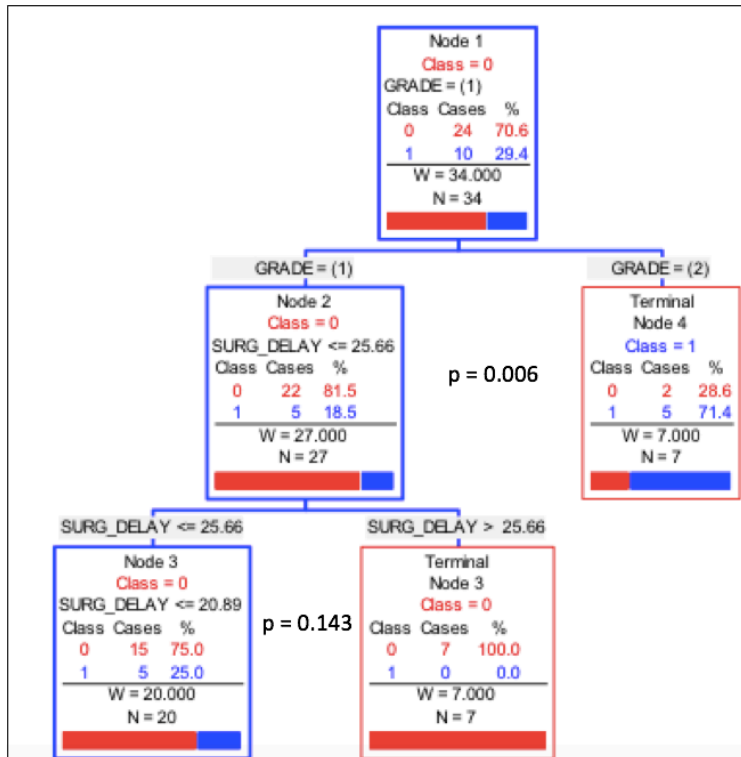 Node 1
Class = 0
GRADE = (1)
Class Cases %
0 24 70.6
1 10 29.4
W = 34.000
N = 34
GRADE = (1)
GRADE = (2)
Node 2
Class = 0
SURG_DELAY <= 25.66
Class Cases %
0 22 81.5
1 5 18.5
W = 27.000
N = 27
p = 0.006
Terminal
Node 4
Class = 1
Class Cases %
0 2 28.6
1 5 71.4
W = 7.000
N = 7
SURG_DELAY <= 25.66
SURG_DELAY > 25.66
Node 3
Class = 0
SURG_DELAY <= 20.89
Class Cases %
0 15 75.0
1 5 25.0
W = 20.000
N = 20
p = 0.143
Terminal
Node 3
Class = 0
Class Cases %
0 7 100.0
1 0 0.0
W = 7.000
N = 7